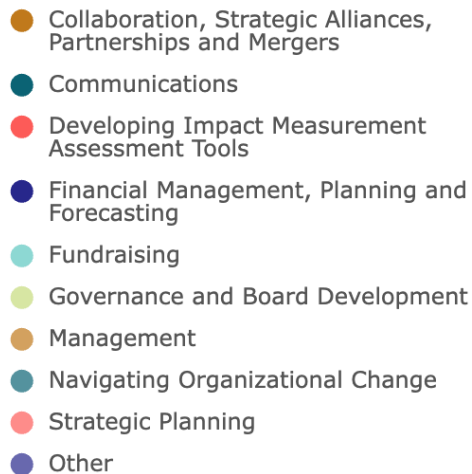 Collaboration, Strategic Alliances,
Partnerships and Mergers
Communications
Developing Impact Measurement
Assessment Tools
Financial Management, Planning and
Forecasting
Fundraising
Governance and Board Development
Management
Navigating Organizational Change
Strategic Planning
Other